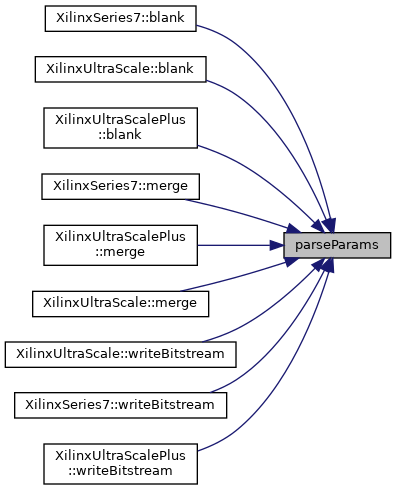 XilinxSeries7::blank
XilinxUltraScale::blank
XilinxUltraScalePlus
::blank
XilinxSeries7::merge
XilinxUltraScalePlus
::merge
parseParams
XilinxUltraScale::merge
XilinxUltraScale::writeBitstream
XilinxSeries7::writeBitstream
XilinxUltraScalePlus
::writeBitstream